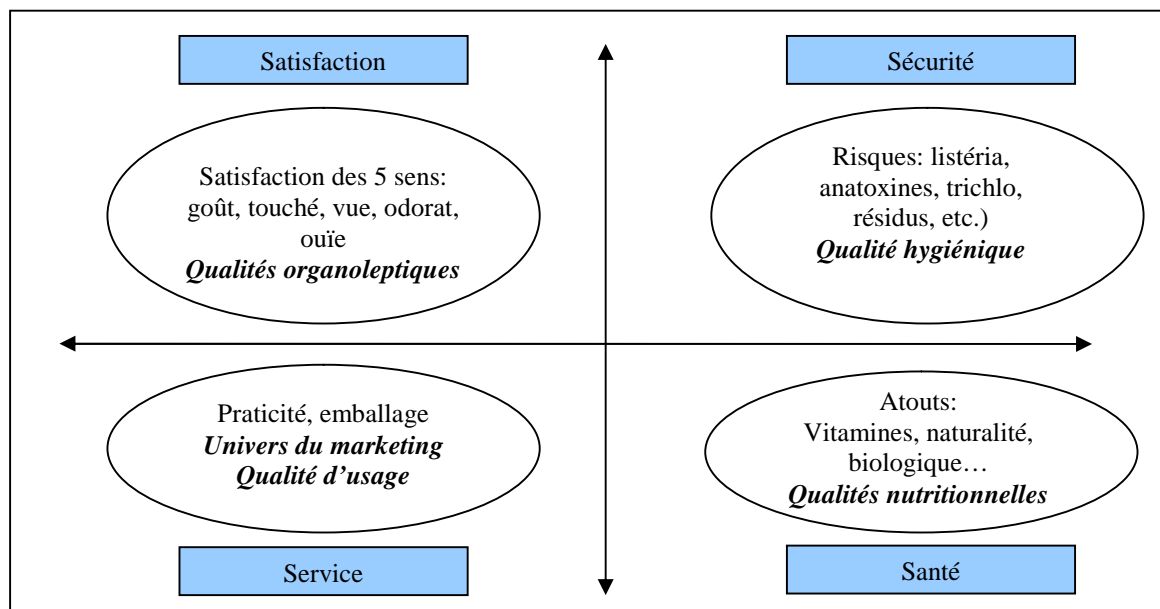 Satisfaction
Sécurité
Satisfaction des 5 sens:
goût, touché, vue, odorat,
ouïe
Qualités organoleptiques
Risques: listéria,
anatoxines, trichlo,
résidus, etc.)
Qualité hygiénique
Praticité, emballage
Univers du marketing
Qualité d’usage
Atouts:
Vitamines, naturalité,
biologique…
Qualités nutritionnelles
Service
Santé